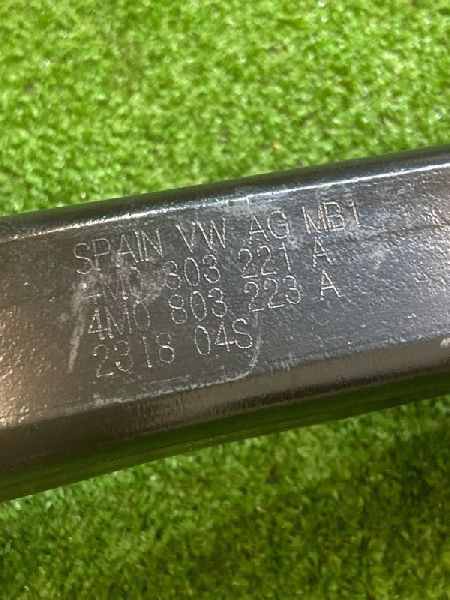 SPAIN VW AG MB1
4M0 803 221 A
4M0 803 223 A
2318 04S